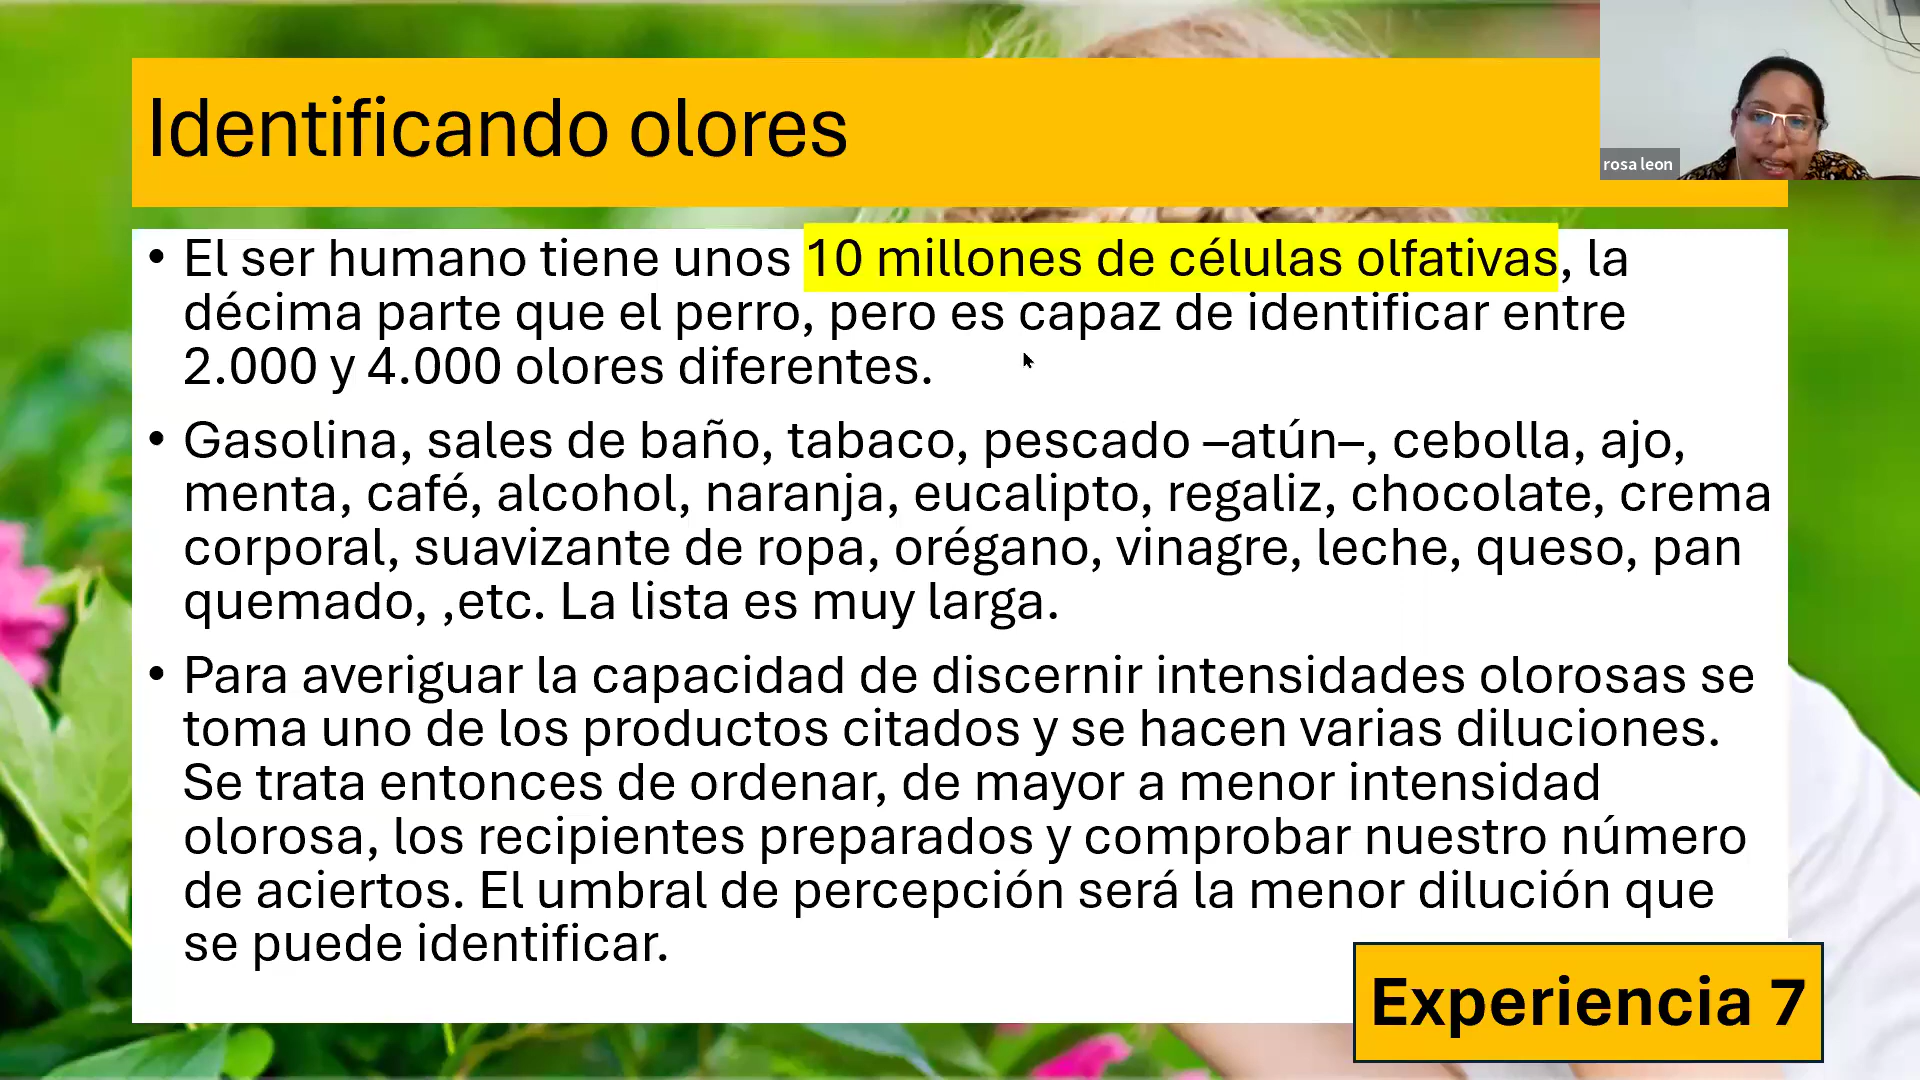 Identificando olores
rosa leon
• El ser humano tiene unos 10 millones de células olfativas, la
décima parte que el perro, pero es capaz de identificar entre
2.000 y 4.000 olores diferentes.
• Gasolina, sales de baño, tabaco, pescado –atún–, cebolla, ajo,
menta, café, alcohol, naranja, eucalipto, regaliz, chocolate, crema
corporal, suavizante de ropa, orégano, vinagre, leche, queso, pan
quemado, ,etc. La lista es muy larga.
• Para averiguar la capacidad de discernir intensidades olorosas se
toma uno de los productos citados y se hacen varias diluciones.
Se trata entonces de ordenar, de mayor a menor intensidad
olorosa, los recipientes preparados y comprobar nuestro número
de aciertos. El umbral de percepción será la menor dilución que
se puede identificar.
Experiencia 7